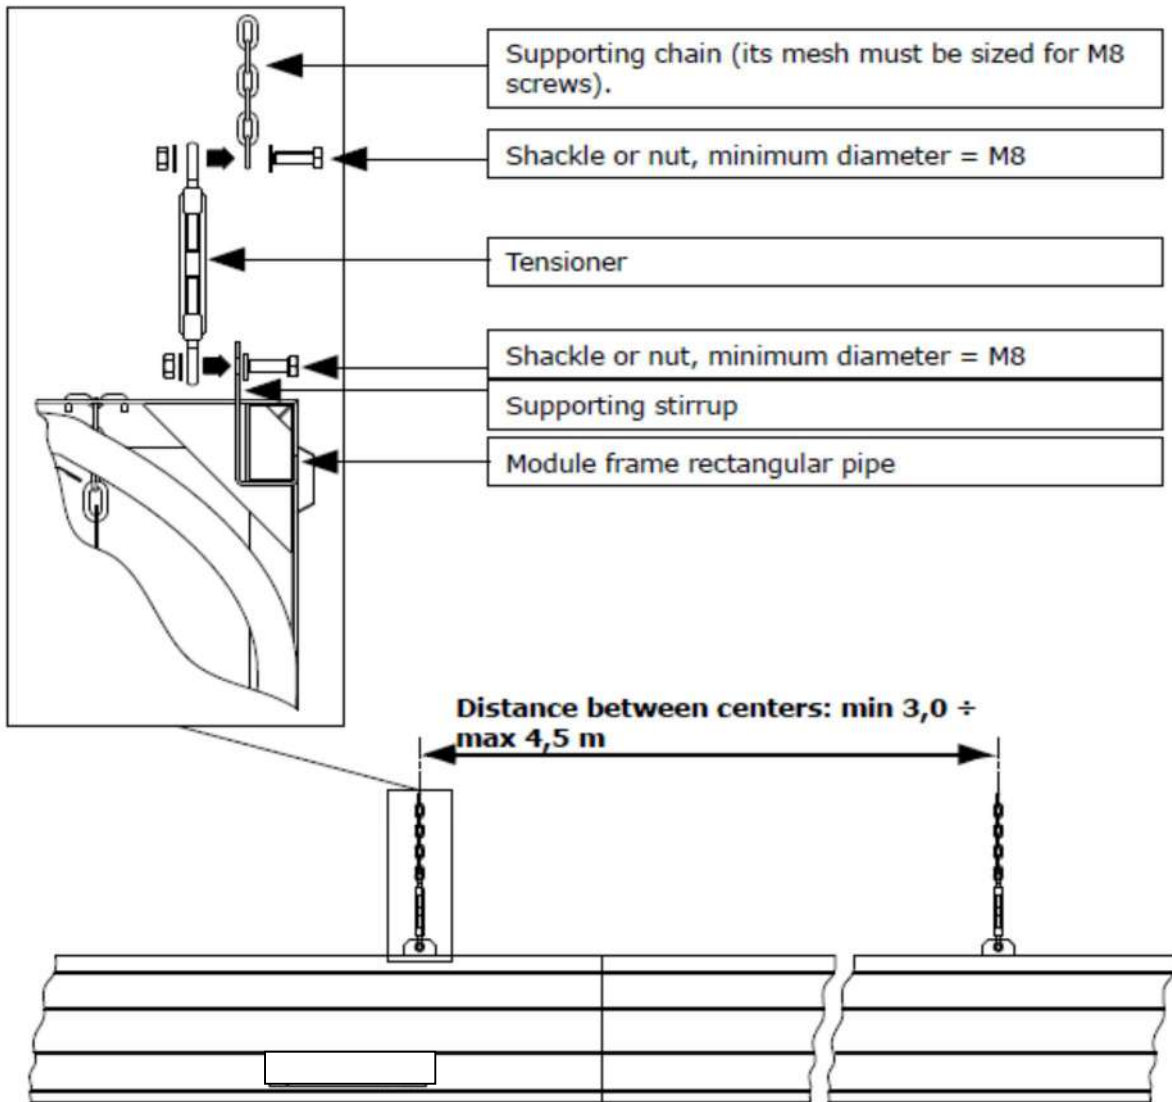 Supporting chain (its mesh must be sized for M8
screws).
Shackle or nut, minimum diameter = M8
Tensioner
Shackle or nut, minimum diameter = M8
Supporting stirrup
Module frame rectangular pipe
Distance between centers: min 3,0 ÷
max 4,5 m